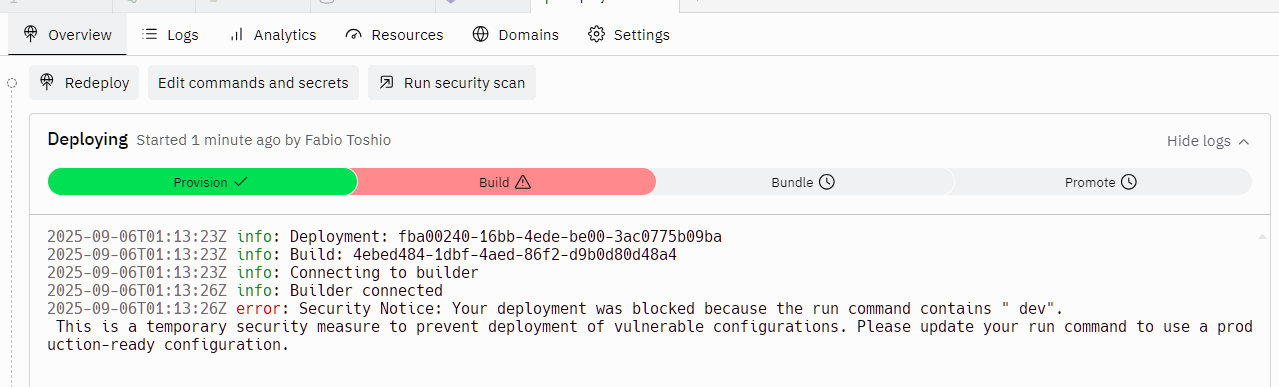 Overview Logs Analytics Resources Domains Settings
Redeploy Edit commands and secrets Run security scan
Deploying Started 1 minute ago by Fabio Toshio Hide logs
Provision Build Bundle Promote
2025-09-06T01:13:23Z info: Deployment: fba00240-16bb-4ede-be00-3ac0775b09ba
2025-09-06T01:13:23Z info: Build: 4ebed484-1dbf-4aed-86f2-d9b0d80d48a4
2025-09-06T01:13:23Z info: Connecting to builder
2025-09-06T01:13:26Z info: Builder connected
2025-09-06T01:13:26Z error: Security Notice: Your deployment was blocked because the run command contains " dev".
This is a temporary security measure to prevent deployment of vulnerable configurations. Please update your run command to use a prod
uction-ready configuration.